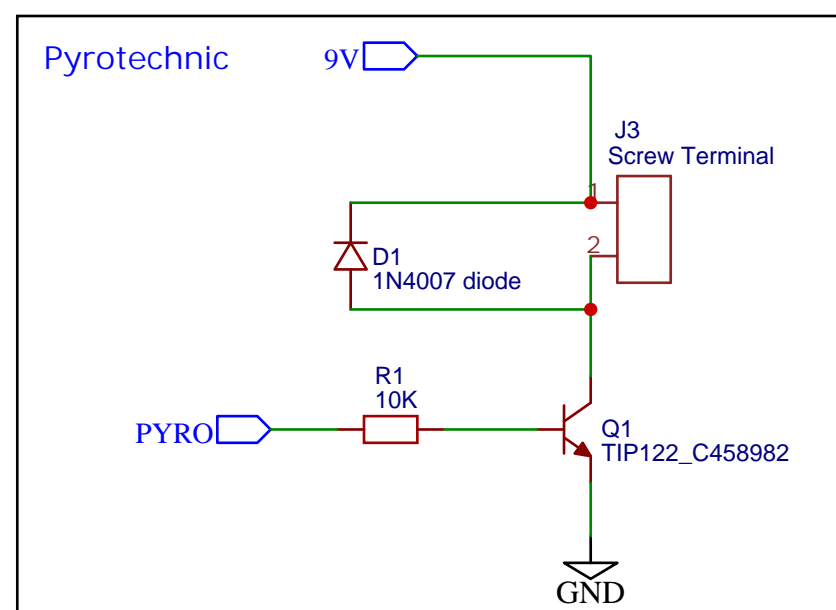 Pyrotechnic
9V
J3
Screw Terminal
1
2
D1
1N4007 diode
R1
10K
PYRO
Q1
TIP122_C458982
GND